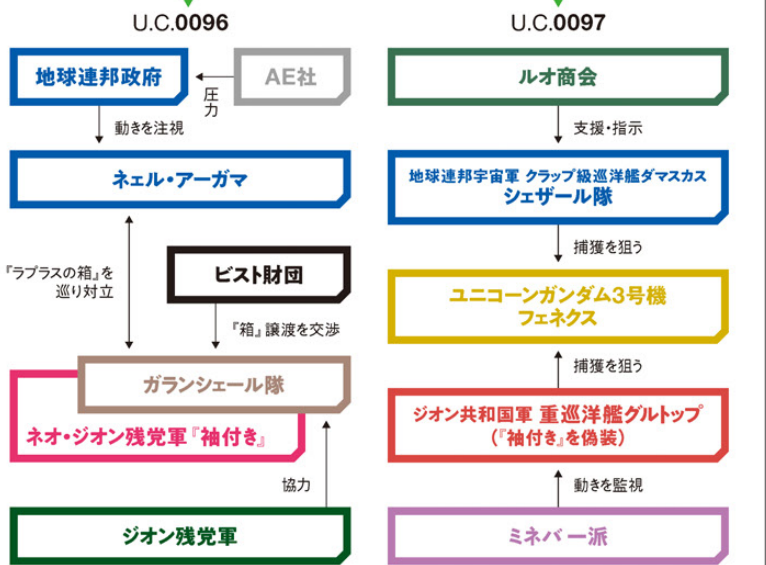 U.C.0096
地球連邦政府
AE社
圧力
動きを注視
ネェル・アーガマ
『ラプラスの箱』を
巡り対立
ビスト財団
『箱』譲渡を交渉
ガランシェール隊
ネオ・ジオン残党軍『袖付き』
協力
ジオン残党軍
U.C.0097
ルオ商会
支援・指示
地球連邦宇宙軍 クラップ級巡洋艦ダマスカス
シェザール隊
捕獲を狙う
ユニコーンガンダム3号機
フェネクス
捕獲を狙う
ジオン共和国軍 重巡洋艦グルトップ
(『袖付き』を偽装)
動きを監視
ミネバ一派